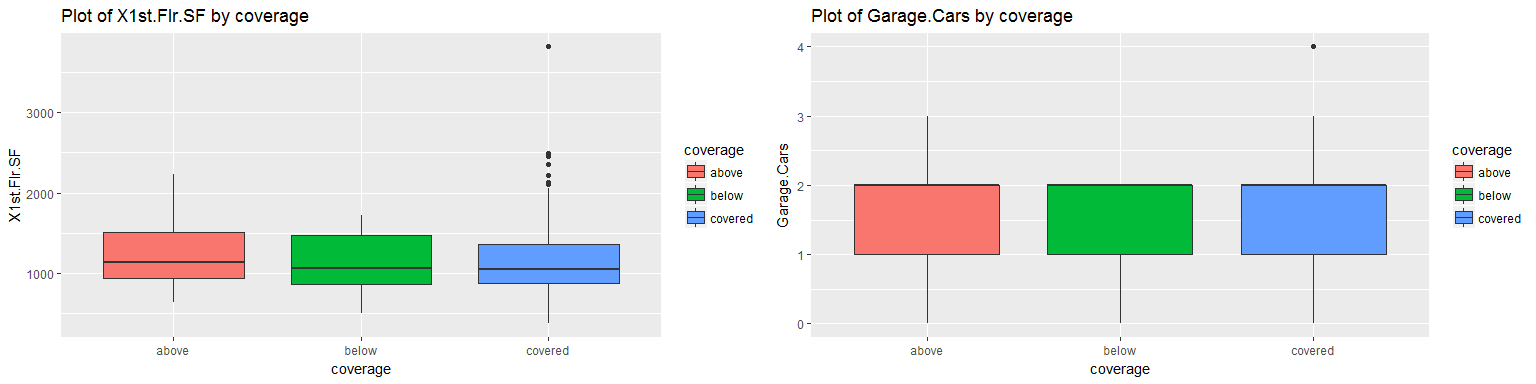 Plot of X1st.Flr.SF by coverage
X1st.Flr.SF
3000
2000
1000
above
below
covered
coverage
coverage
above
below
covered
Plot of Garage.Cars by coverage
Garage.Cars
4
3
2
1
0
above
below
covered
coverage
coverage
above
below
covered